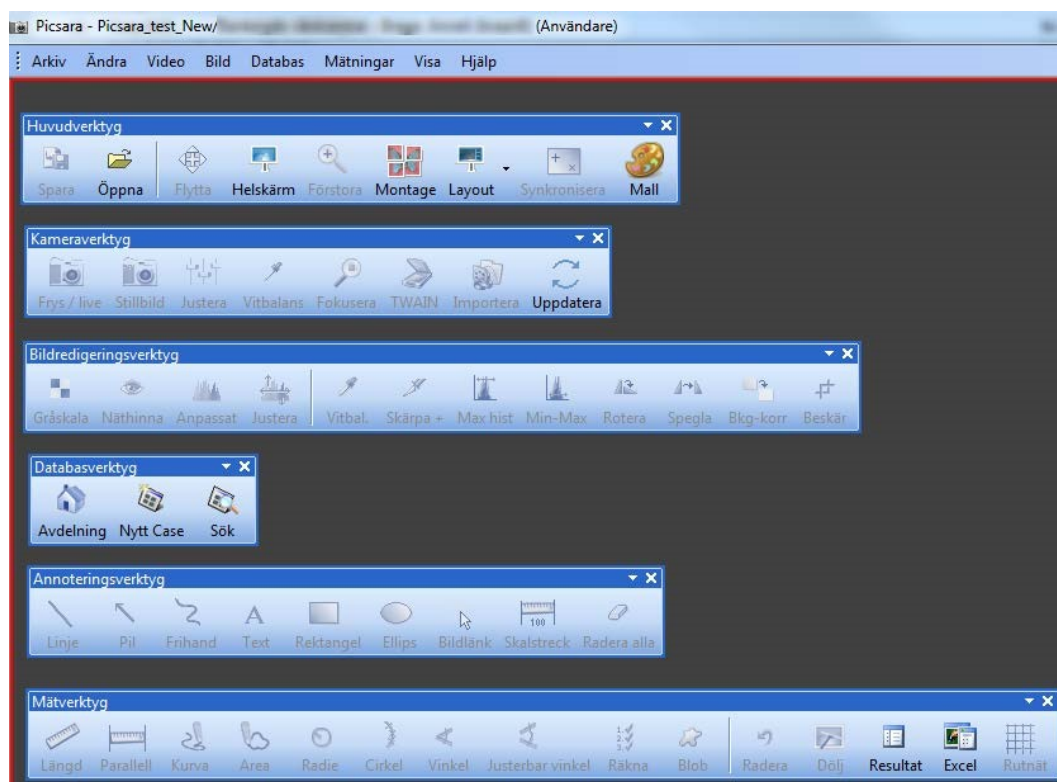 Picsara - Picsara_test_New/ (Användare)
Arkiv Ändra Video Bild Databas Mätningar Visa Hjälp
Huvudverktyg
Spara Öppna Flytta Helskärm Förstora Montage Layout Synkronisera Mall
Kameraverktyg
Frys / live Stillbild Justera Vitbalans Fokusera TWAIN Importera Uppdatera
Bildredigeringsverktyg
Gråskala Näthinna Anpassat Justera Vitbal. Skärpa + Max hist Min-Max Rotera Spegla Bkg-korr Beskär
Databasverktyg
Avdelning Nytt Case Sök
Annoteringsverktyg
A
100
Linje Pil Frihand Text Rektangel Ellips Bildlänk Skalstreck Radera alla
Mätverktyg
Längd Parallell Kurva Area Radie Cirkel Vinkel Justerbar vinkel Räkna Blob Radera Dölj Resultat Excel Rutnät